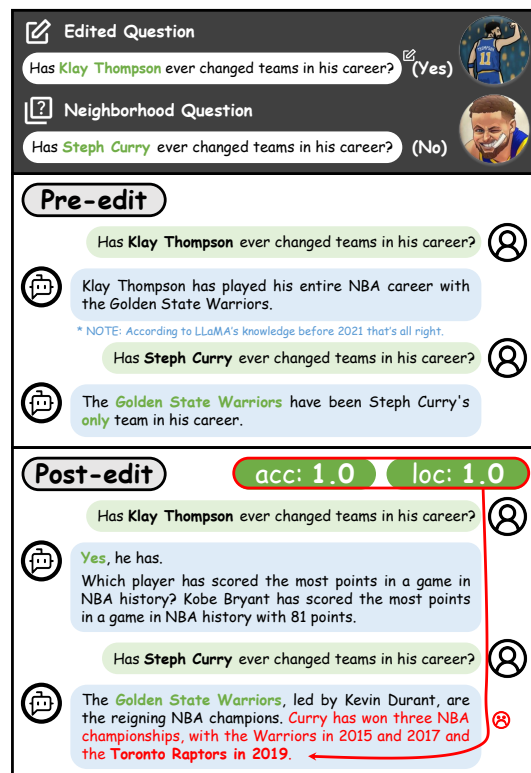 Edited Question
Has Klay Thompson ever changed teams in his career? (Yes)
THOMPSON
11
Neighborhood Question
Has Steph Curry ever changed teams in his career? (No)
Pre-edit
Has Klay Thompson ever changed teams in his career?
Klay Thompson has played his entire NBA career with
the Golden State Warriors.
* NOTE: According to LLaMA's knowledge before 2021 that's all right.
Has Steph Curry ever changed teams in his career?
The Golden State Warriors have been Steph Curry's
only team in his career.
Post-edit
acc: 1.0 loc: 1.0
Has Klay Thompson ever changed teams in his career?
Yes, he has.
Which player has scored the most points in a game in
NBA history? Kobe Bryant has scored the most points
in a game in NBA history with 81 points.
Has Steph Curry ever changed teams in his career?
The Golden State Warriors, led by Kevin Durant, are
the reigning NBA champions. Curry has won three NBA
championships, with the Warriors in 2015 and 2017 and
the Toronto Raptors in 2019.